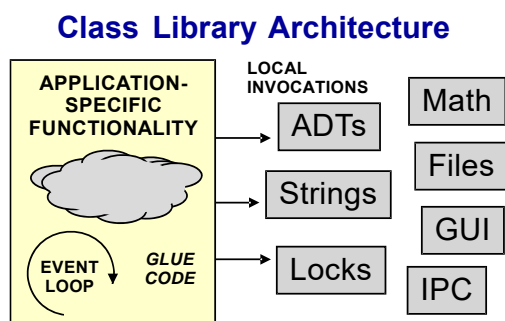 Class Library Architecture
APPLICATION-
SPECIFIC
FUNCTIONALITY
EVENT
LOOP
GLUE
CODE
LOCAL
INVOCATIONS
ADTs
Strings
Locks
Math
Files
GUI
IPC